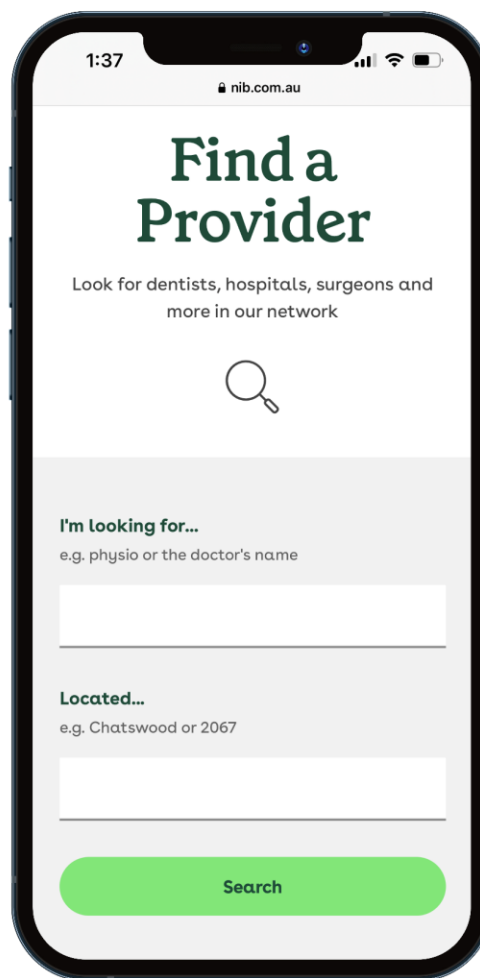 1:37
nib.com.au
Find a
Provider
Look for dentists, hospitals, surgeons and
more in our network
I'm looking for...
e.g. physio or the doctor's name
Located...
e.g. Chatswood or 2067
Search